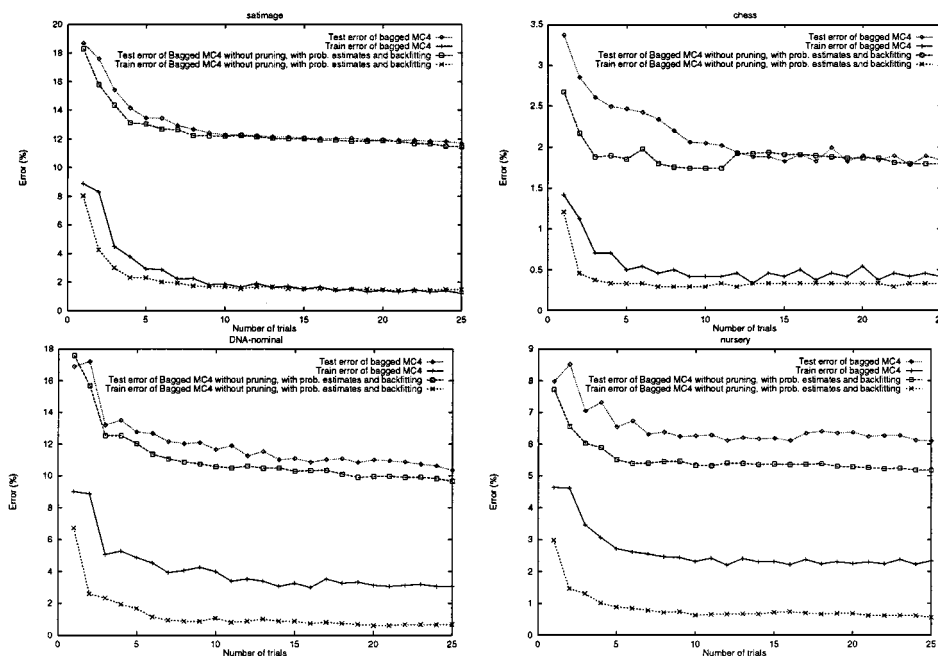 satimage
20
18
16
14
12
10
8
6
4
2
0
Error (%)
Test error of bagged MC4
Train error of bagged MC4
Test error of Bagged MC4 without pruning, with prob. estimates and backfitting
Train error of Bagged MC4 without pruning, with prob. estimates and backfitting
0 5 10 15 20 25
Number of trials
chess
3.5
3
2.5
2
1.5
1
0.5
0
Error (%)
Test error of bagged MC4
Train error of bagged MC4
Test error of Bagged MC4 without pruning, with prob. estimates and backfitting
Train error of Bagged MC4 without pruning, with prob. estimates and backfitting
0 5 10 15 20 25
Number of trials
DNA-nominal
18
16
14
12
10
8
6
4
2
0
Error (%)
Test error of bagged MC4
Train error of bagged MC4
Test error of Bagged MC4 without pruning, with prob. estimates and backfitting
Train error of Bagged MC4 without pruning, with prob. estimates and backfitting
0 5 10 15 20 25
Number of trials
nursery
9
8
7
6
5
4
3
2
1
0
Error (%)
Test error of bagged MC4
Train error of bagged MC4
Test error of Bagged MC4 without pruning, with prob. estimates and backfitting
Train error of Bagged MC4 without pruning, with prob. estimates and backfitting
0 5 10 15 20 25
Number of trials